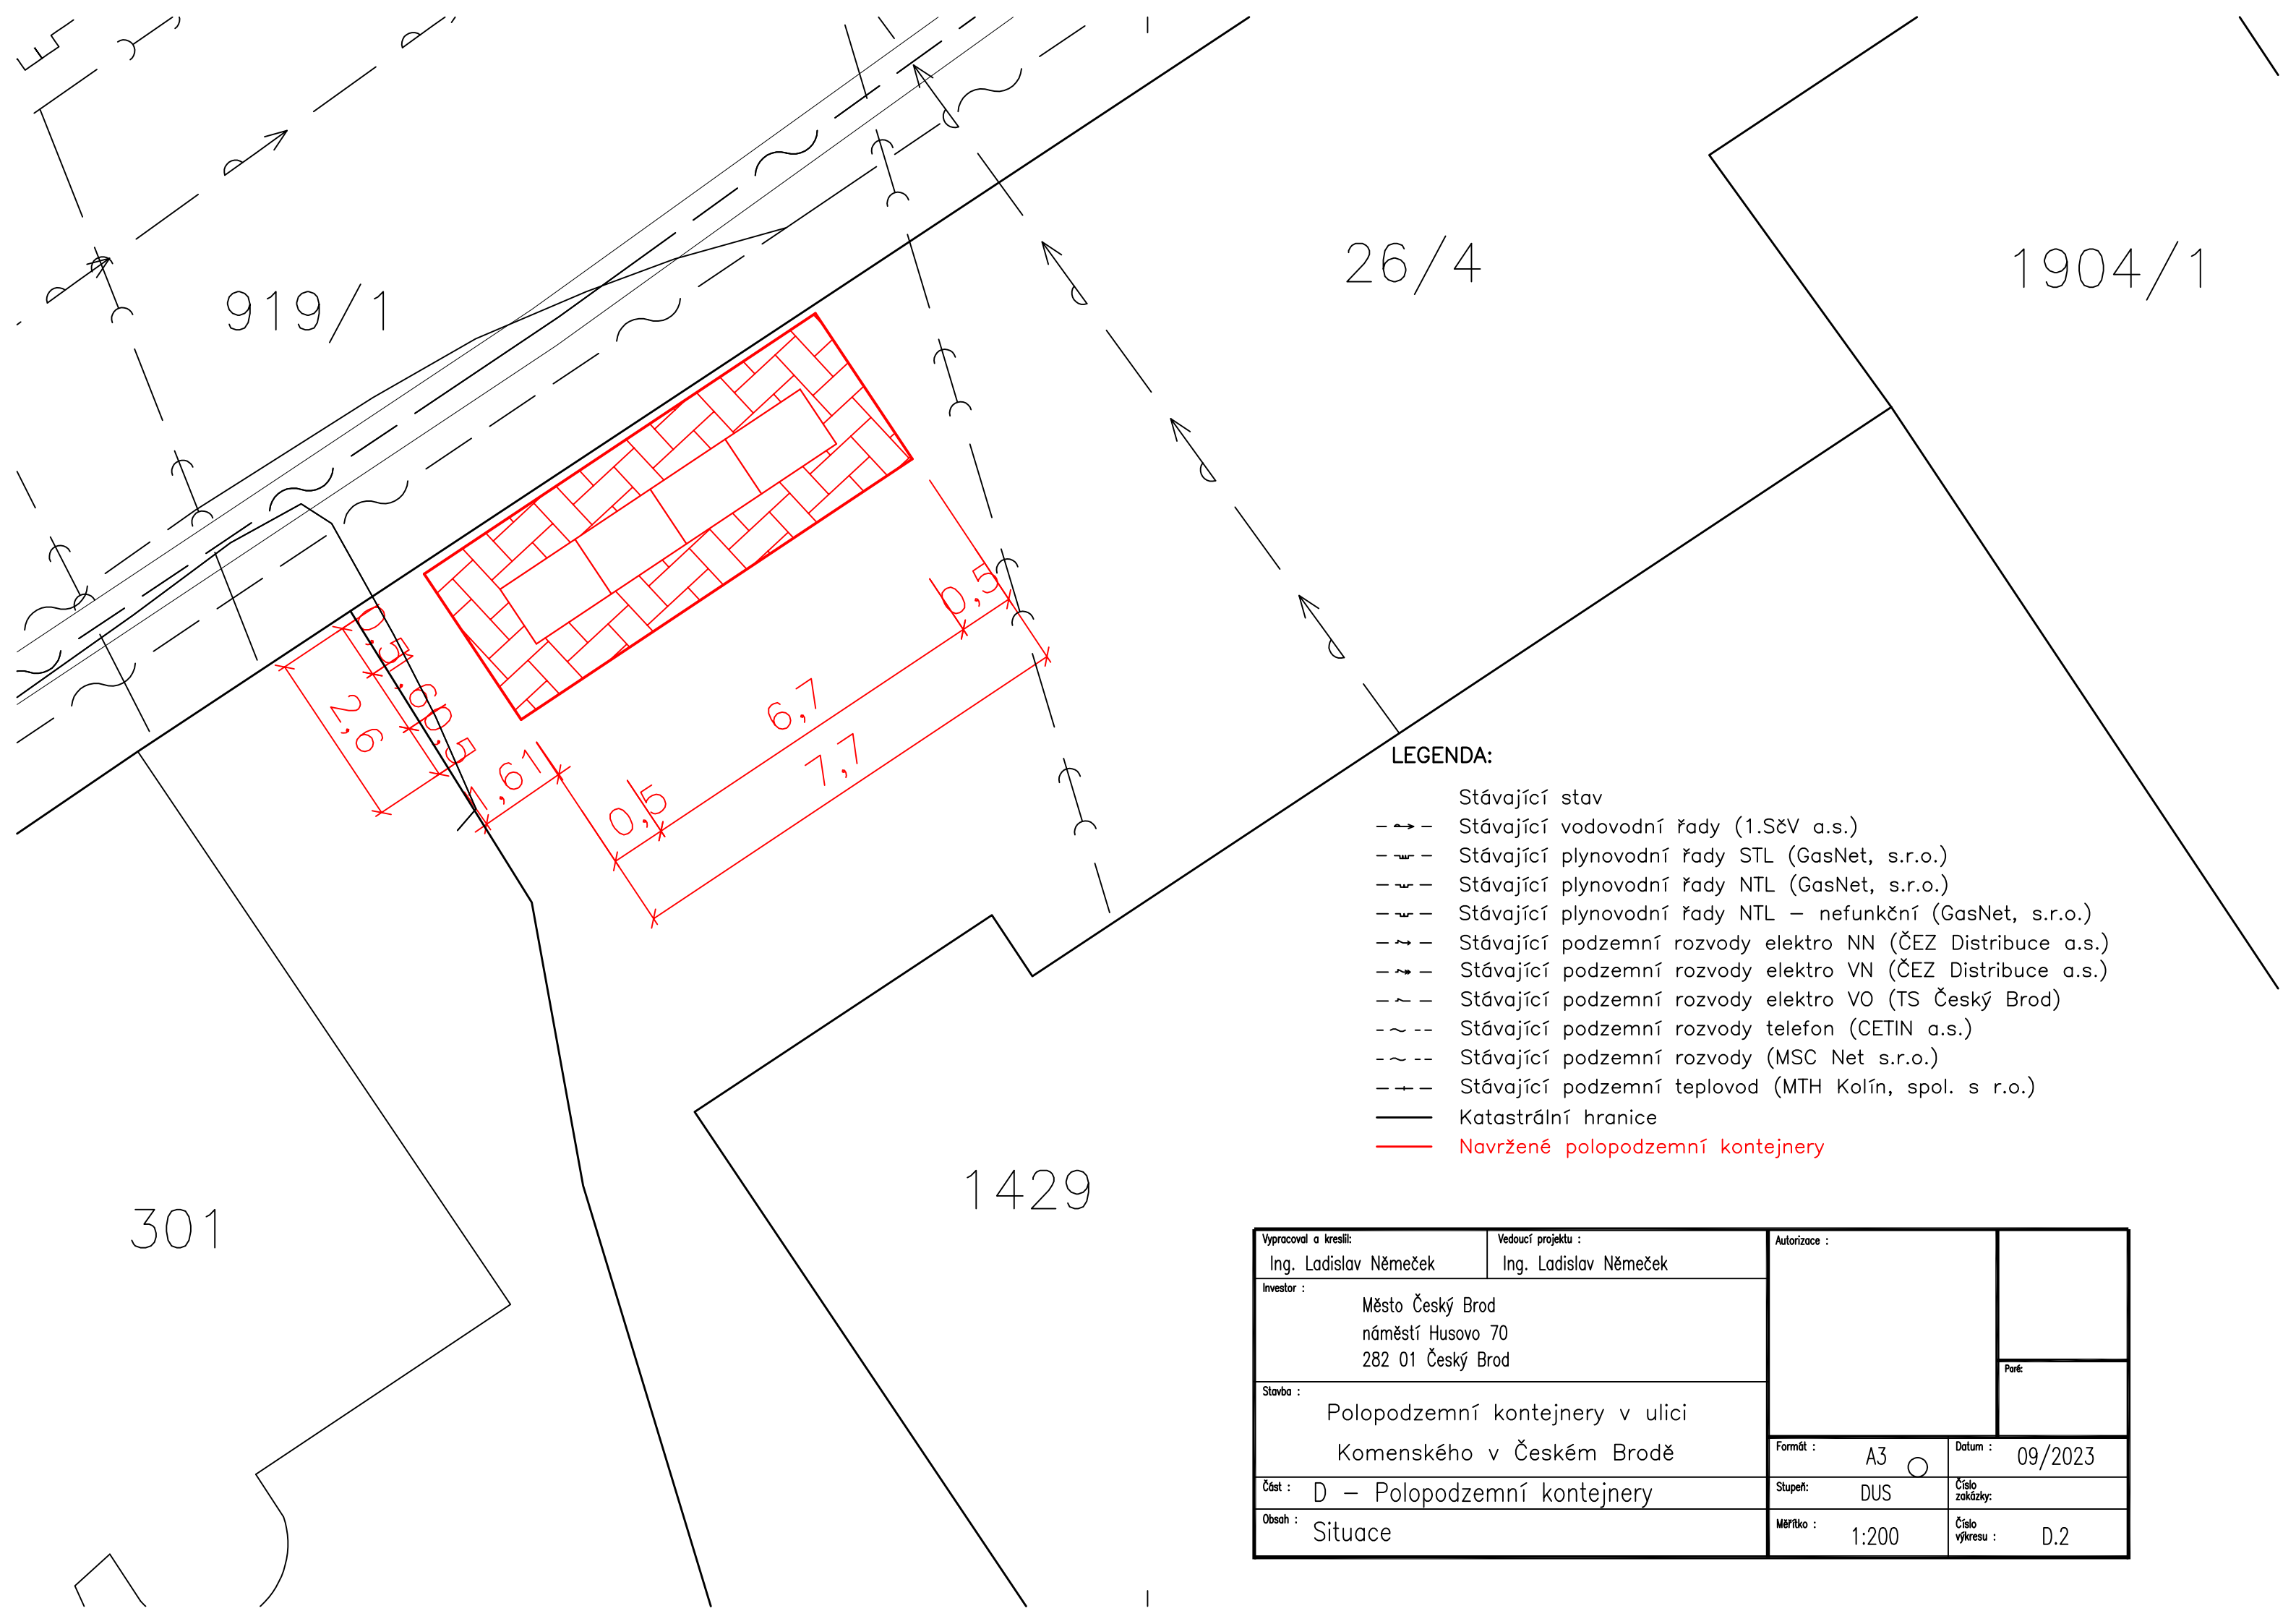 919/1
26/4
1904/1
0,5
1,6
0,5
2,6
1,61
0,5
6,7
0,5
7,7
301
1429
LEGENDA:
Stávající stav
Stávající vodovodní řady (1.SčV a.s.)
Stávající plynovodní řady STL (GasNet, s.r.o.)
Stávající plynovodní řady NTL (GasNet, s.r.o.)
Stávající plynovodní řady NTL – nefunkční (GasNet, s.r.o.)
Stávající podzemní rozvody elektro NN (ČEZ Distribuce a.s.)
Stávající podzemní rozvody elektro VN (ČEZ Distribuce a.s.)
Stávající podzemní rozvody elektro VO (TS Český Brod)
Stávající podzemní rozvody telefon (CETIN a.s.)
Stávající podzemní rozvody (MSC Net s.r.o.)
Stávající podzemní teplovod (MTH Kolín, spol. s r.o.)
Katastrální hranice
Navržené polopodzemní kontejnery
Vypracoval a kreslil:
Ing. Ladislav Němeček
Vedoucí projektu :
Ing. Ladislav Němeček
Autorizace :
Investor :
Město Český Brod
náměstí Husovo 70
282 01 Český Brod
Paré:
Stavba :
Polopodzemní kontejnery v ulici
Komenského v Českém Brodě
Formát :
A3
Datum :
09/2023
Část :
D – Polopodzemní kontejnery
Stupeň:
DUS
Číslo
zakázky:
Obsah :
Situace
Měřítko :
1:200
Číslo
výkresu :
D.2